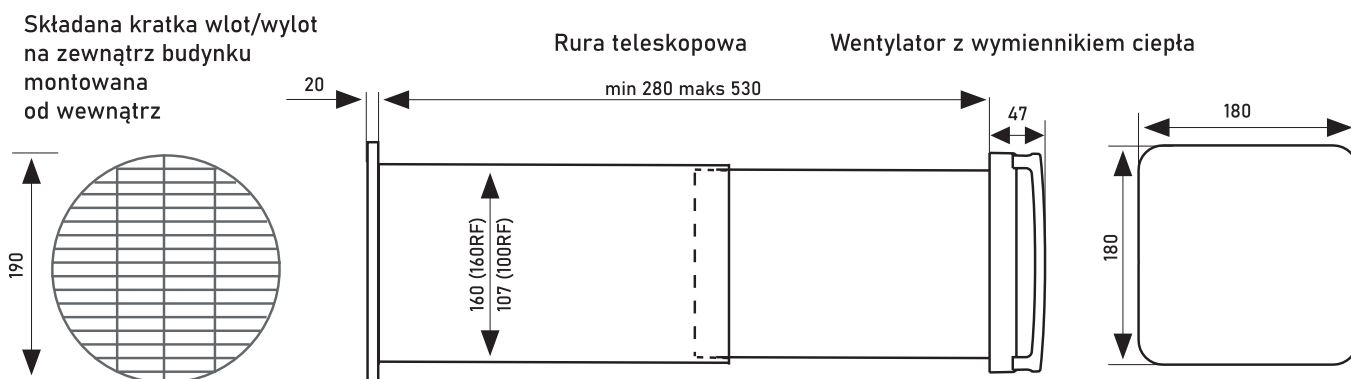 Składana kratka wlot/wylot
na zewnątrz budynku
montowana
od wewnątrz
Rura teleskopowa
Wentylator z wymiennikiem ciepła
20
min 280 maks 530
47
180
190
160 (160RF)
107 (100RF)
180